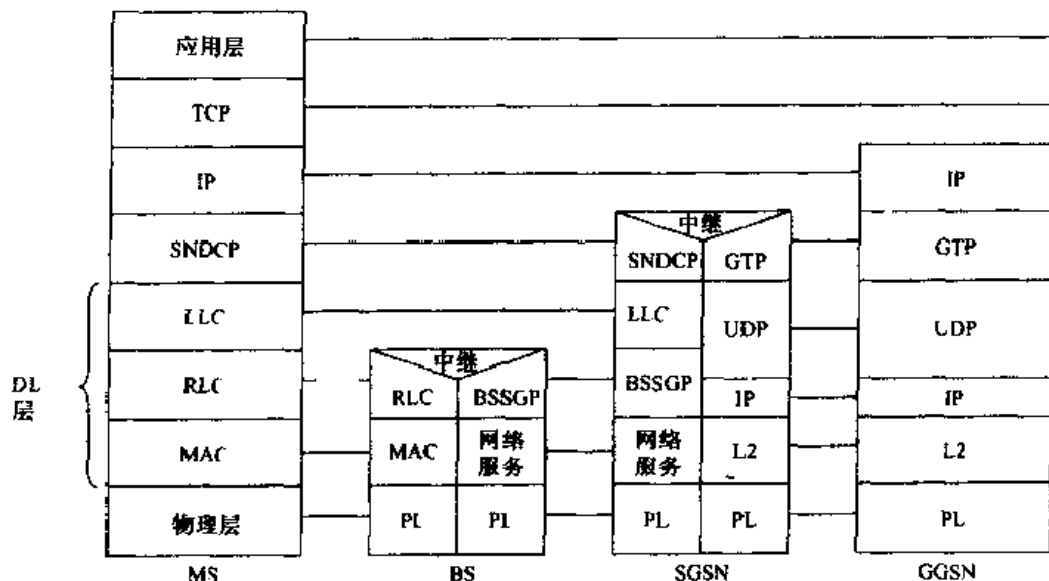 应用层
TCP
IP
IP
中继
SNDCP
SNDCP
GTP
GTP
LLC
LLC
UDP
UDP
中继
DL
层
RLC
RLC
BSSGP
BSSGP
IP
IP
MAC
MAC
网络
服务
网络
服务
L2
L2
物理层
PL
PL
PL
PL
PL
MS
BS
SGSN
GGSN